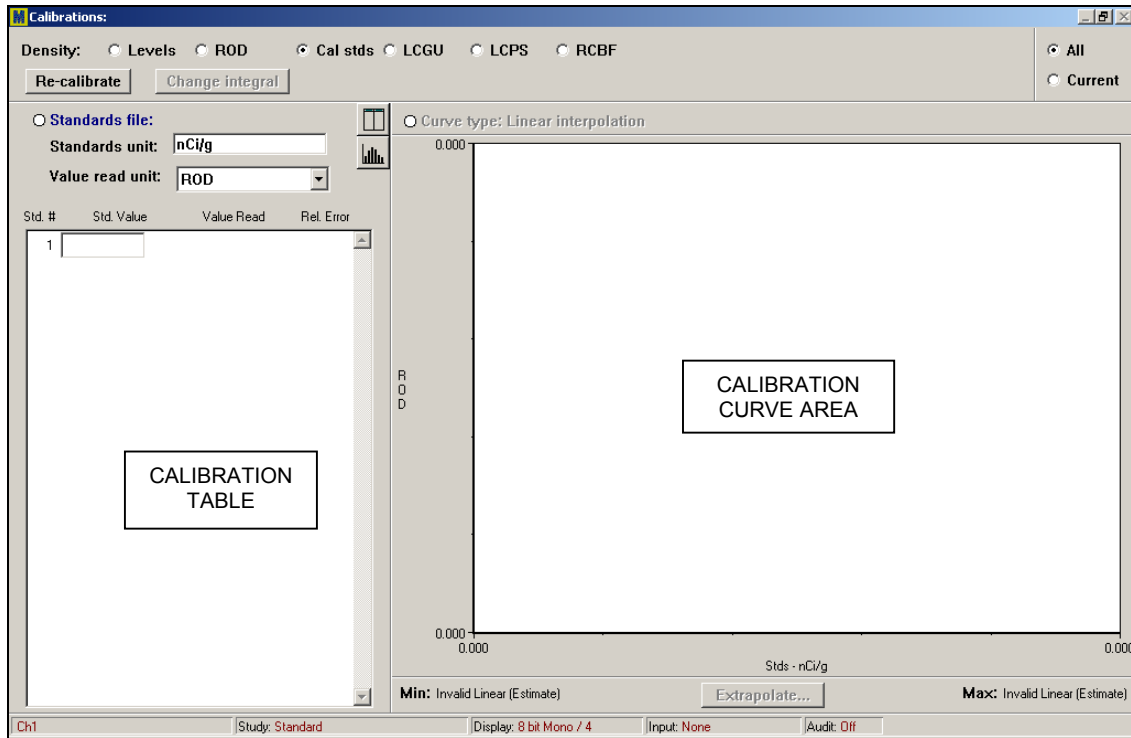 M Calibrations:
Density: Levels ROD Cal stds LCGU LCPS RCBF All
Re-calibrate Change integral Current
Standards file: Curve type: Linear interpolation
Standards unit: nCi/g 0.000
Value read unit: ROD
Std. # Std. Value Value Read Rel. Error
1
R
O
D
CALIBRATION
CURVE AREA
CALIBRATION
TABLE
0.000
0.000 0.000
Stds - nCi/g
Min: Invalid Linear (Estimate) Extrapolate... Max: Invalid Linear (Estimate)
Ch1 Study: Standard Display: 8 bit Mono / 4 Input: None Audit: Off